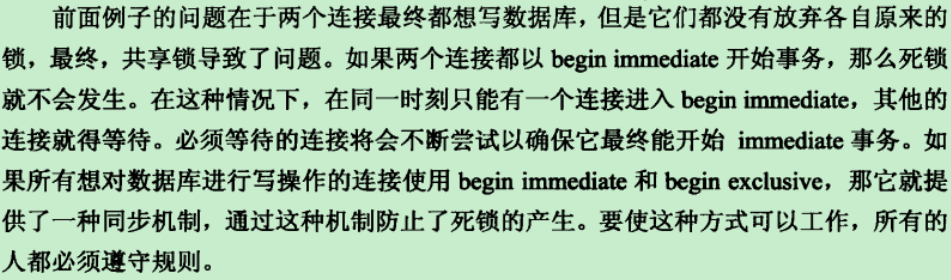 前面例子的问题在于两个连接最终都想写数据库，但是它们都没有放弃各自原来的
锁，最终，共享锁导致了问题。如果两个连接都以 begin immediate 开始事务，那么死锁
就不会发生。在这种情况下，在同一时刻只能有一个连接进入 begin immediate，其他的
连接就得等待。必须等待的连接将会不断尝试以确保它最终能开始 immediate 事务。如
果所有想对数据库进行写操作的连接使用 begin immediate 和 begin exclusive，那它就提
供了一种同步机制，通过这种机制防止了死锁的产生。要使这种方式可以工作，所有的
人都必须遵守规则。